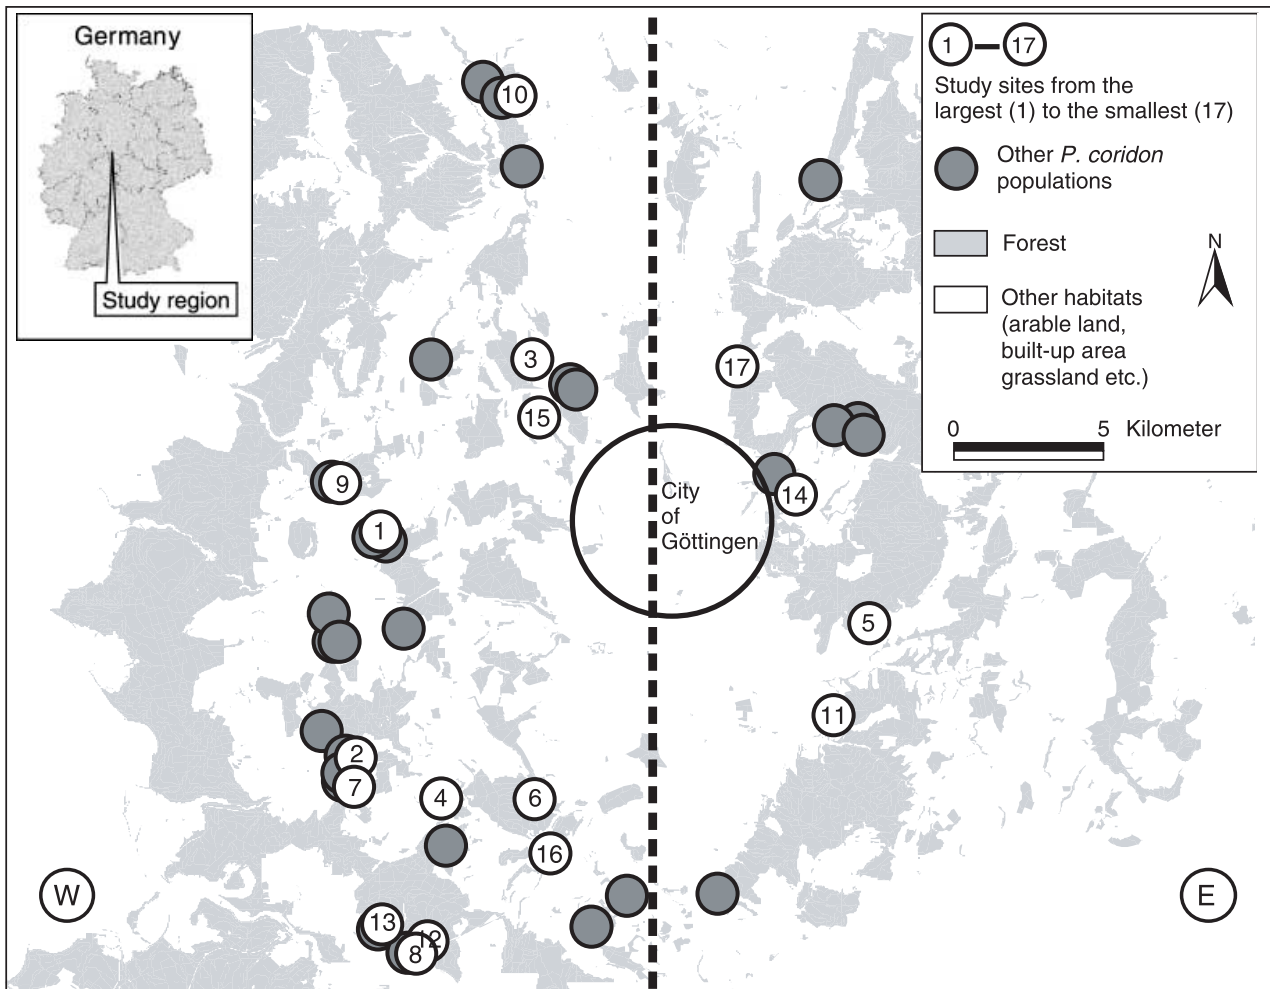 Germany
Study region
1 17
Study sites from the
largest (1) to the smallest (17)
Other P. coridon
populations
Forest
Other habitats
(arable land,
built-up area
grassland etc.)
N
0 5 Kilometer
10
3
17
15
9
14
1
City
of
Göttingen
5
11
2
7
4
6
16
W
E
13
12
8